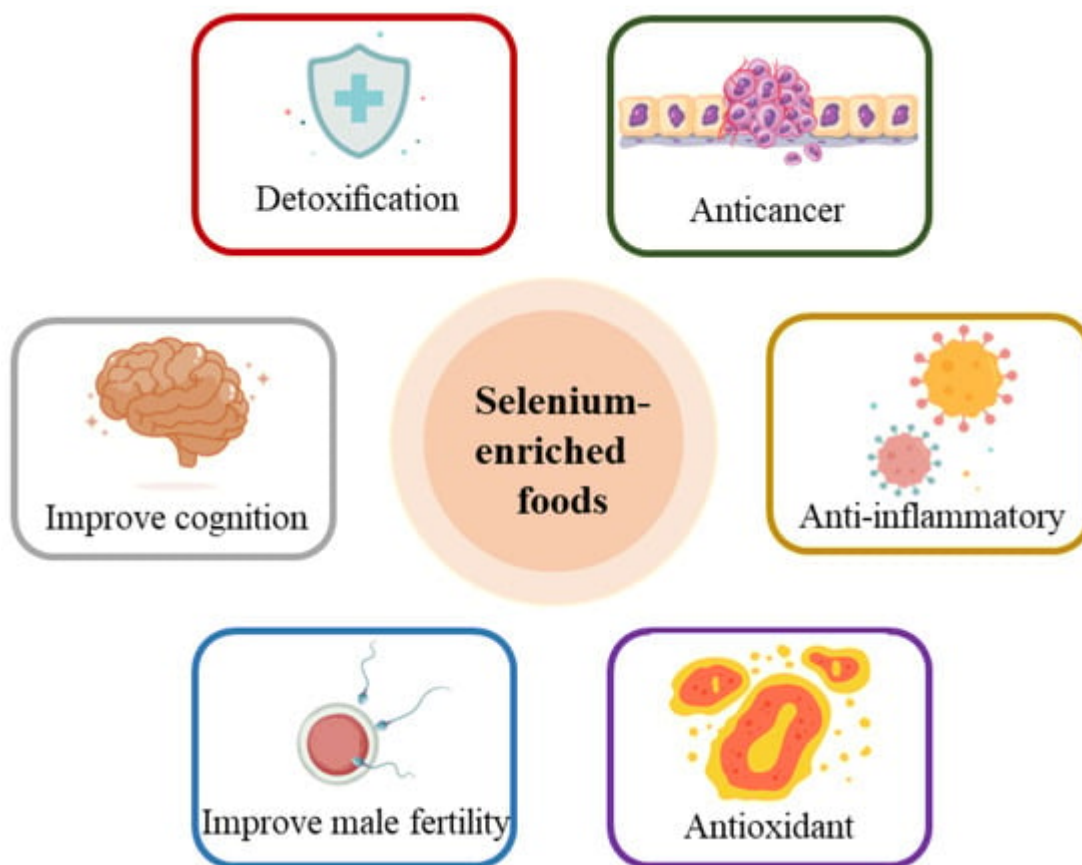 Detoxification
Anticancer
Improve cognition
Selenium-
enriched
foods
Anti-inflammatory
Improve male fertility
Antioxidant